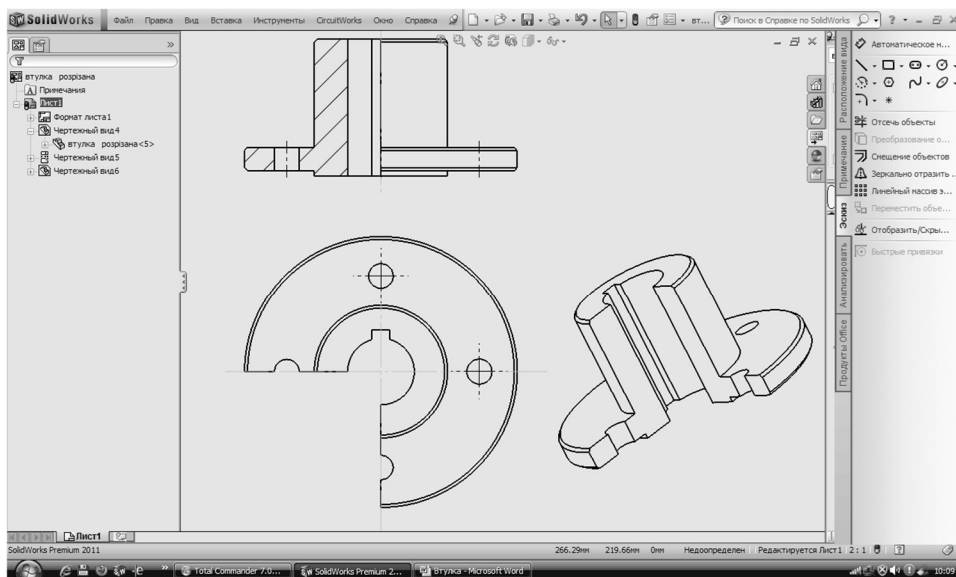 SolidWorks Файл Правка Вид Вставка Инструменты CircuitWorks Окно Справка вт... Поиск в Справке по SolidWorks
втулка розрізана
Примечания
Лист1
Формат листа1
Чертежный вид4
втулка розрізана<5>
Чертежный вид5
Чертежный вид6
Расположение вида
Примечание
Эскиз
Анализировать
Продукты Office
Автоматическое н...
Отсечь объекты
Преобразование о...
Смещение объектов
Зеркально отразить ...
Линейный массив э...
Переместить объе...
Отобразить/Скры...
Быстрые привязки
Лист1
SolidWorks Premium 2011 266.29мм 219.66мм 0мм Недоопределен Редактируется Лист1 2 : 1
Total Commander 7.0... SolidWorks Premium 2... Втулка - Microsoft Word 10:09